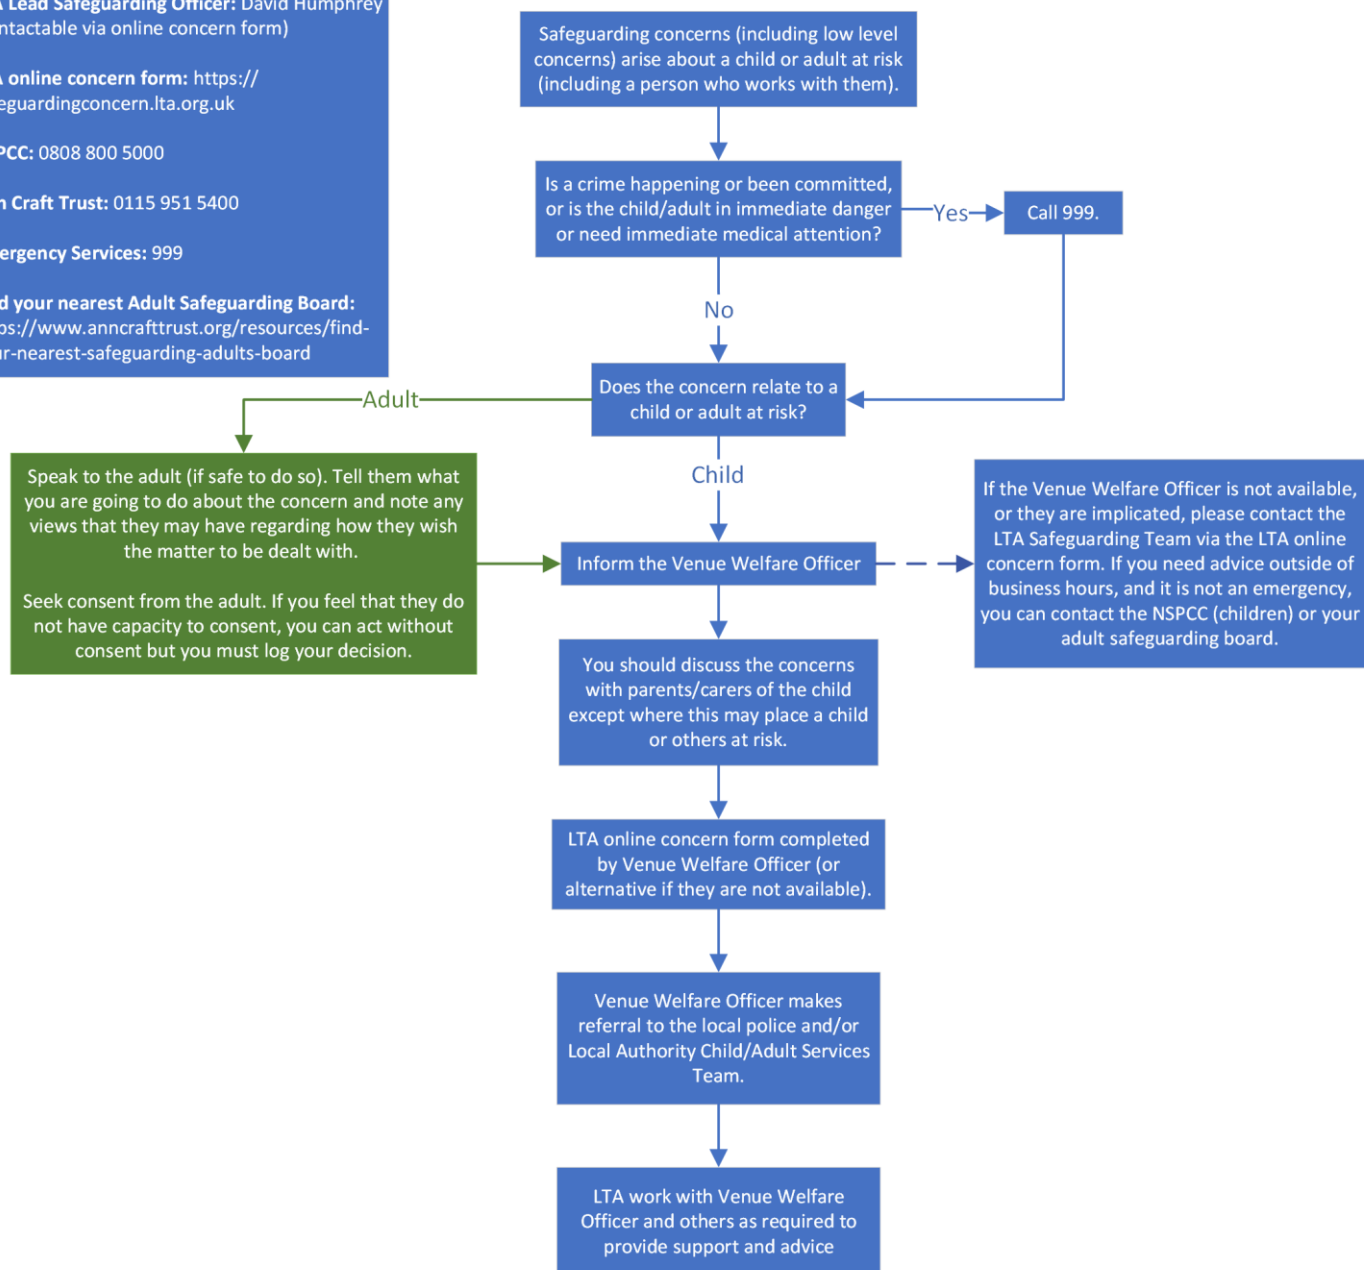 Lead Safeguarding Officer: David Humphrey
contactable via online concern form)
online concern form: https://
safeguardingconcern.lta.org.uk
0808 800 5000
Craft Trust: 0115 951 5400
Emergency Services: 999
your nearest Adult Safeguarding Board:
https://www.anncrafttrust.org/resources/find-
your-nearest-safeguarding-adults-board
Safeguarding concerns (including low level
concerns) arise about a child or adult at risk
(including a person who works with them).
Is a crime happening or been committed,
or is the child/adult in immediate danger
or need immediate medical attention?
Yes
Call 999.
No
Does the concern relate to a
child or adult at risk?
Adult
Child
Speak to the adult (if safe to do so). Tell them what
you are going to do about the concern and note any
views that they may have regarding how they wish
the matter to be dealt with.
Seek consent from the adult. If you feel that they do
not have capacity to consent, you can act without
consent but you must log your decision.
Inform the Venue Welfare Officer
If the Venue Welfare Officer is not available,
or they are implicated, please contact the
LTA Safeguarding Team via the LTA online
concern form. If you need advice outside of
business hours, and it is not an emergency,
you can contact the NSPCC (children) or your
adult safeguarding board.
You should discuss the concerns
with parents/carers of the child
except where this may place a child
or others at risk.
LTA online concern form completed
by Venue Welfare Officer (or
alternative if they are not available).
Venue Welfare Officer makes
referral to the local police and/or
Local Authority Child/Adult Services
Team.
LTA work with Venue Welfare
Officer and others as required to
provide support and advice